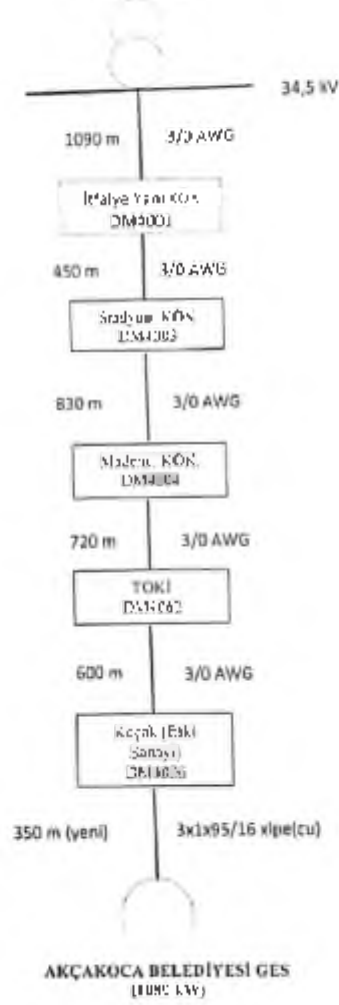 34,5 kV
1090 m 3/0 AWG
İtfaiye Yanı KÖK
DM4001
450 m 3/0 AWG
Stadyum KÖK
830 m 3/0 AWG
KÖK
720 m 3/0 AWG
TOKİ
600 m 3/0 AWG
Koçak (Eski
Sanayi)
350 m (yeni) 3x1x95/16 xlpe(cu)
AKÇAKOCA BELEDİYESİ GES